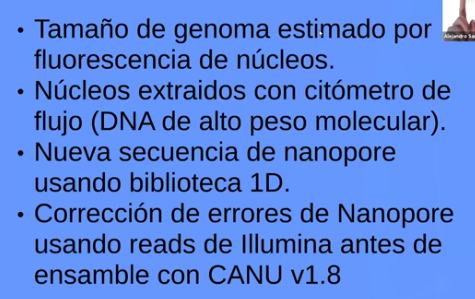 • Tamaño de genoma estimado por
fluorescencia de núcleos.
• Núcleos extraidos con citómetro de
flujo (DNA de alto peso molecular).
• Nueva secuencia de nanopore
usando biblioteca 1D.
• Corrección de errores de Nanopore
usando reads de Illumina antes de
ensamble con CANU v1.8
Alejandro